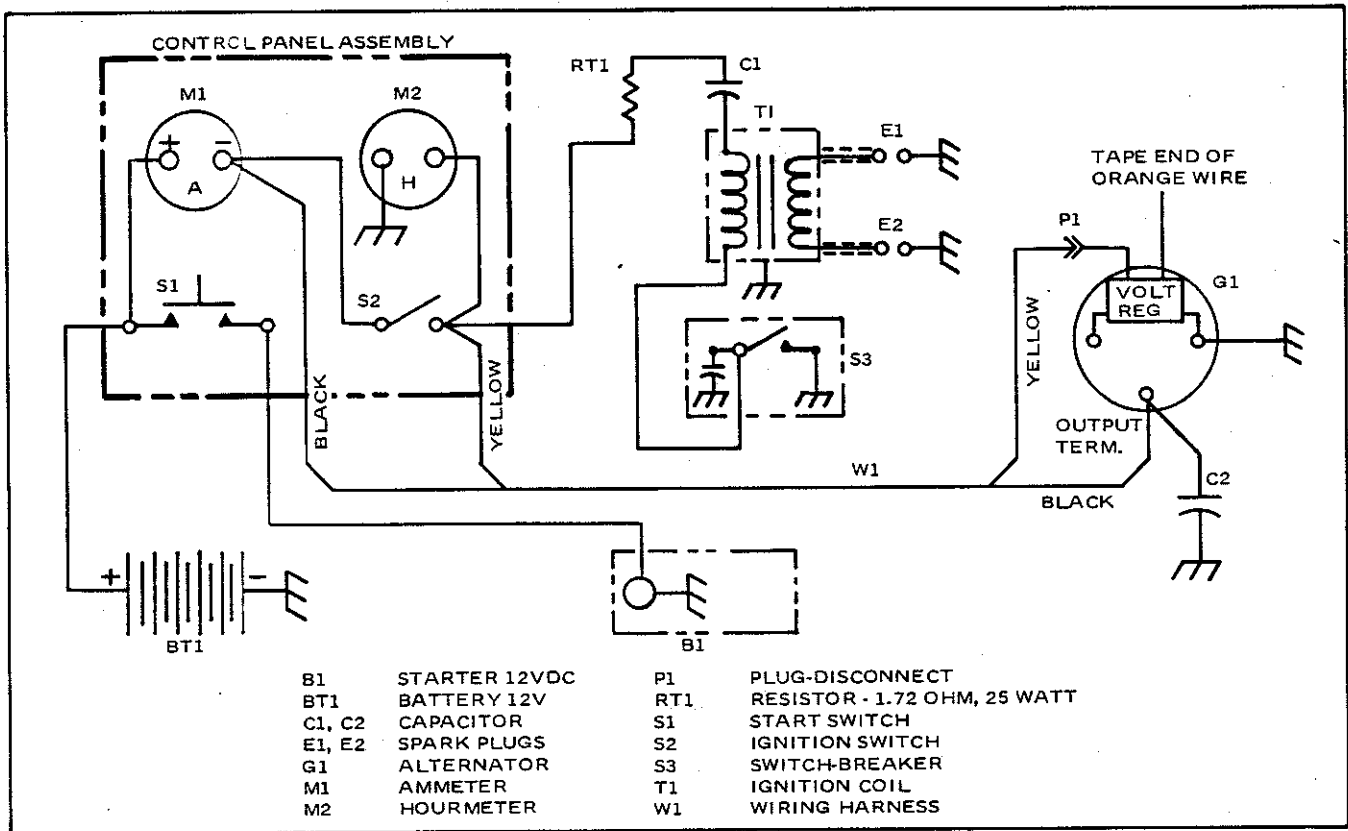 CONTROL PANEL ASSEMBLY
M1
M2
RT1
C1
T1
E1
E2
+
-
A
H
TAPE END OF
ORANGE WIRE
P1
G1
VOLT
REG
S1
S2
S3
BLACK
YELLOW
YELLOW
OUTPUT
TERM.
W1
BLACK
C2
+
-
BT1
B1
B1 STARTER 12VDC
BT1 BATTERY 12V
C1, C2 CAPACITOR
E1, E2 SPARK PLUGS
G1 ALTERNATOR
M1 AMMETER
M2 HOURMETER
P1 PLUG-DISCONNECT
RT1 RESISTOR - 1.72 OHM, 25 WATT
S1 START SWITCH
S2 IGNITION SWITCH
S3 SWITCH-BREAKER
T1 IGNITION COIL
W1 WIRING HARNESS